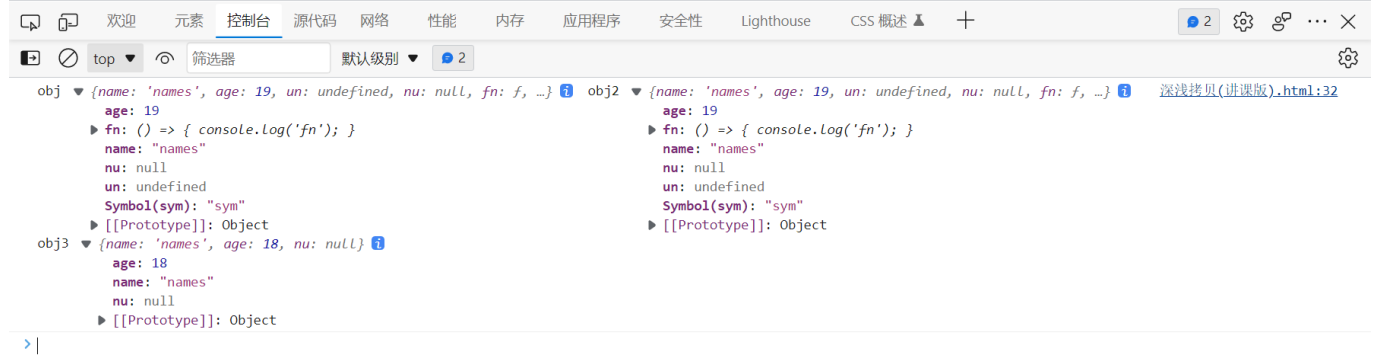 欢迎 元素 控制台 源代码 网络 性能 内存 应用程序 安全性 Lighthouse CSS 概述 2
top 筛选器 默认级别 2
obj {name: 'names', age: 19, un: undefined, nu: null, fn: f, …} obj2 {name: 'names', age: 19, un: undefined, nu: null, fn: f, …} 深浅拷贝(讲课版).html:32
age: 19 age: 19
fn: () => { console.log('fn'); } fn: () => { console.log('fn'); }
name: "names" name: "names"
nu: null nu: null
un: undefined un: undefined
Symbol(sym): "sym" Symbol(sym): "sym"
[[Prototype]]: Object [[Prototype]]: Object
obj3 {name: 'names', age: 18, nu: null}
age: 18
name: "names"
nu: null
[[Prototype]]: Object